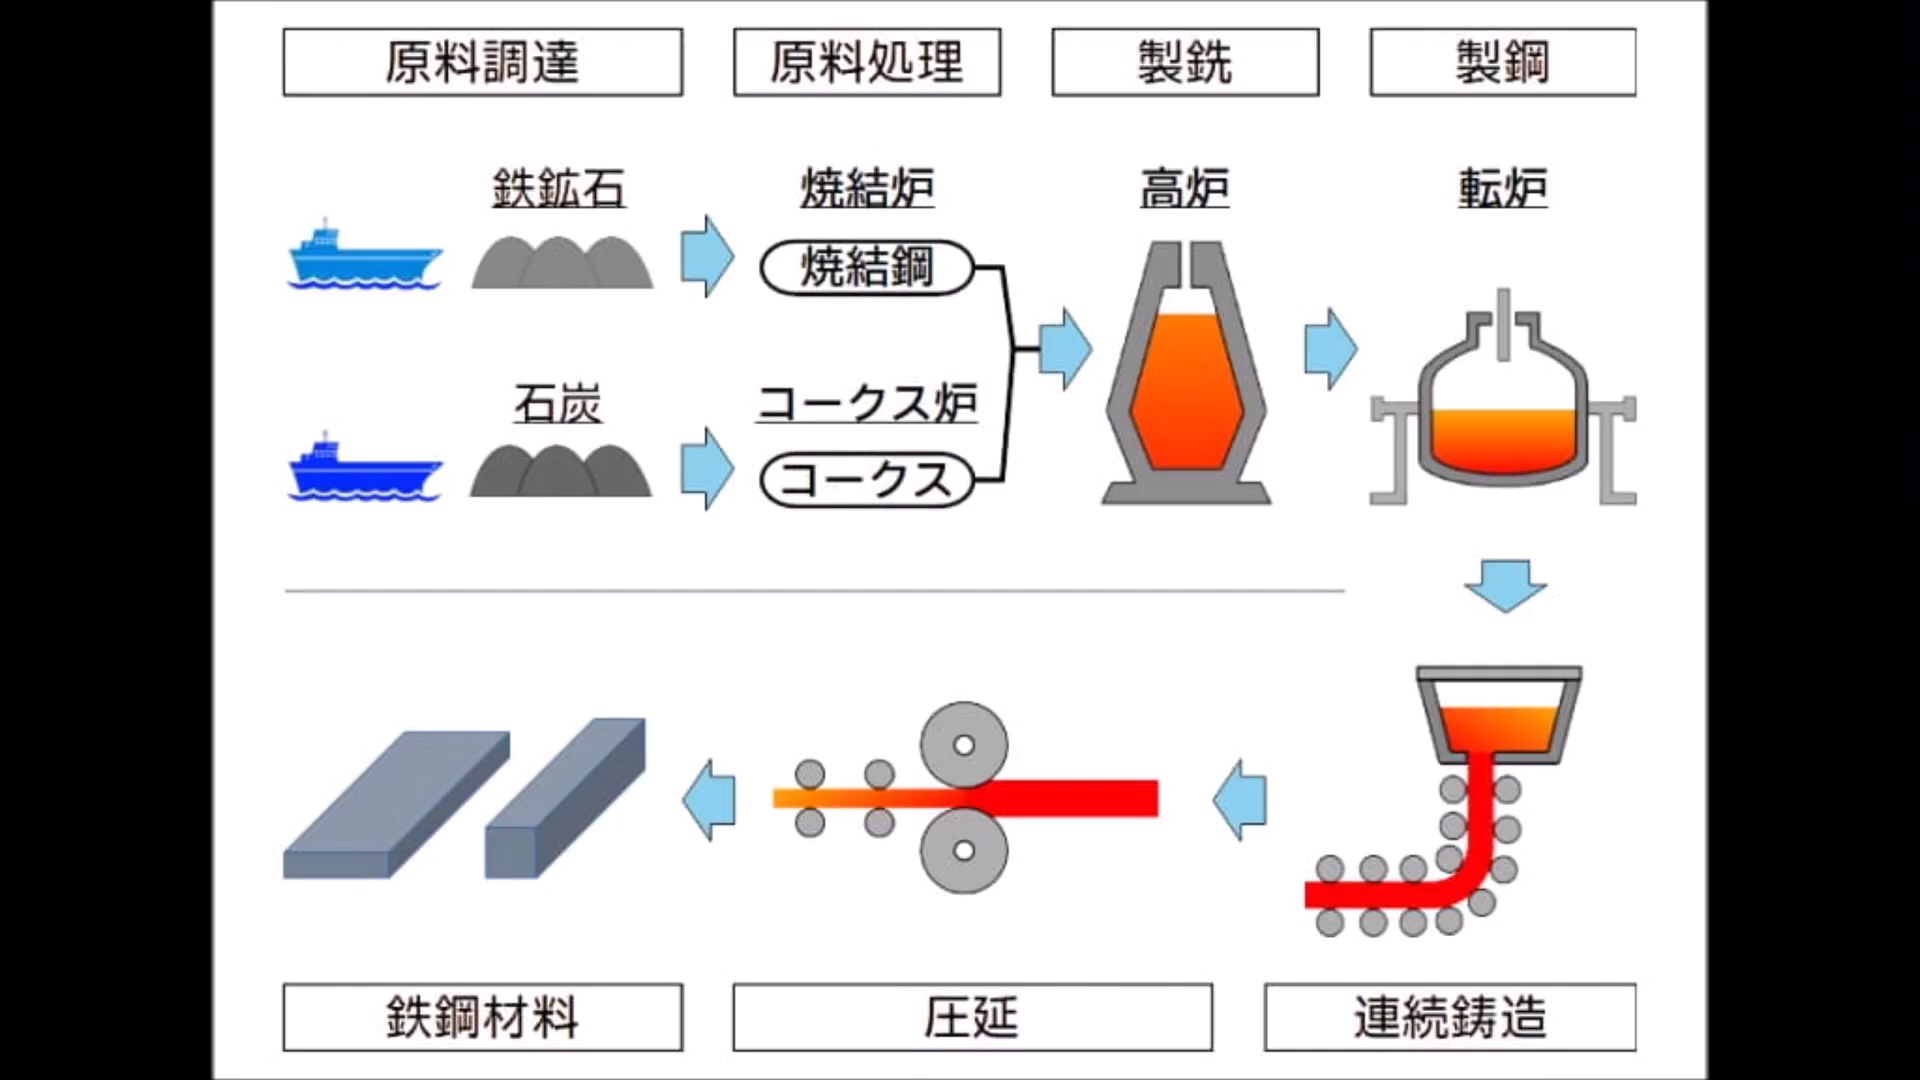 原料調達
原料処理
製銑
製鋼
鉄鉱石
焼結炉
高炉
転炉
焼結鋼
石炭
コークス炉
コークス
鉄鋼材料
圧延
連続鋳造